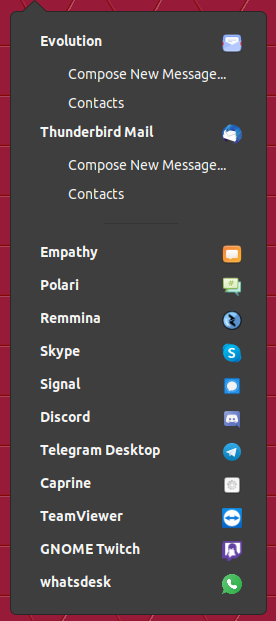 Evolution
Compose New Message...
Contacts
Thunderbird Mail
Compose New Message...
Contacts
Empathy
Polari
Remmina
Skype
Signal
Discord
Telegram Desktop
Caprine
TeamViewer
GNOME Twitch
whatsdesk